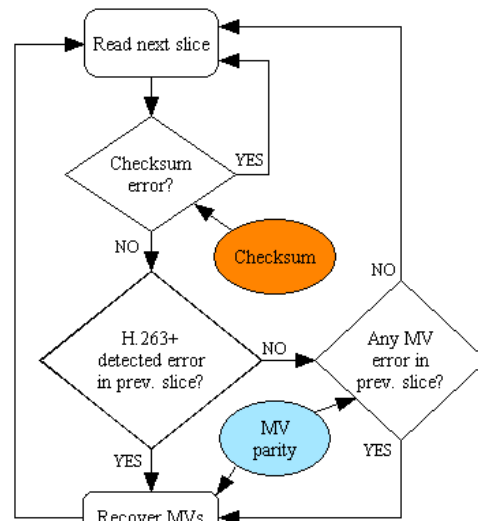 Read next slice
Checksum
error?
YES
NO
Checksum
H.263+
detected error
in prev. slice?
NO
Any MV
error in
prev. slice?
NO
MV
parity
YES
YES
Recover MVs